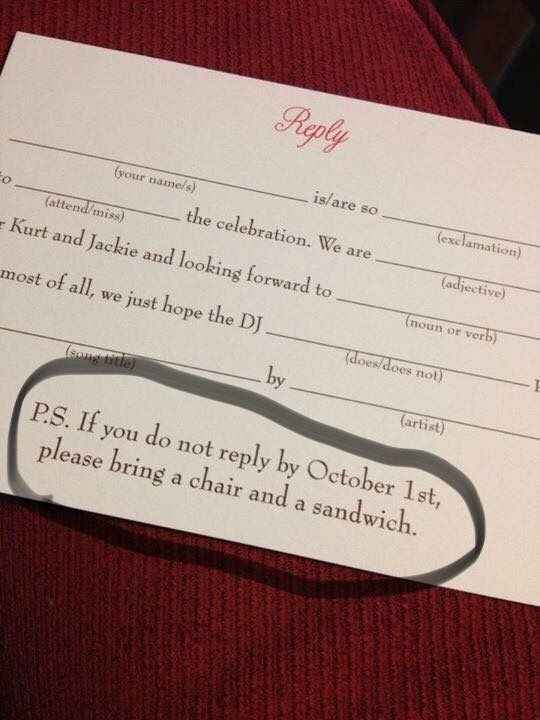 Reply
(your name/s) is/are so (exclamation)
(attend/miss) the celebration. We are (adjective)
Kurt and Jackie and looking forward to (noun or verb)
most of all, we just hope the DJ (does/does not)
(song title) by (artist)
P.S. If you do not reply by October 1st,
please bring a chair and a sandwich.